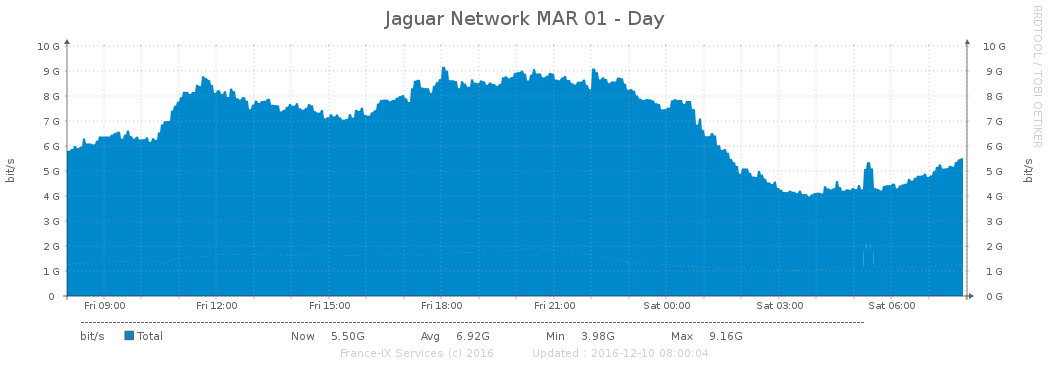 Jaguar Network MAR 01 - Day
RRDTOOL / TOBI OETIKER
10 G 10 G
9 G 9 G
8 G 8 G
7 G 7 G
6 G 6 G
5 G 5 G
4 G 4 G
3 G 3 G
2 G 2 G
1 G 1 G
0 0 G
bit/s
bit/s
Fri 09:00 Fri 12:00 Fri 15:00 Fri 18:00 Fri 21:00 Sat 00:00 Sat 03:00 Sat 06:00
bit/s Total Now 5.50G Avg 6.92G Min 3.98G Max 9.16G
France-IX Services (c) 2016 Updated : 2016-12-10 08:00:04